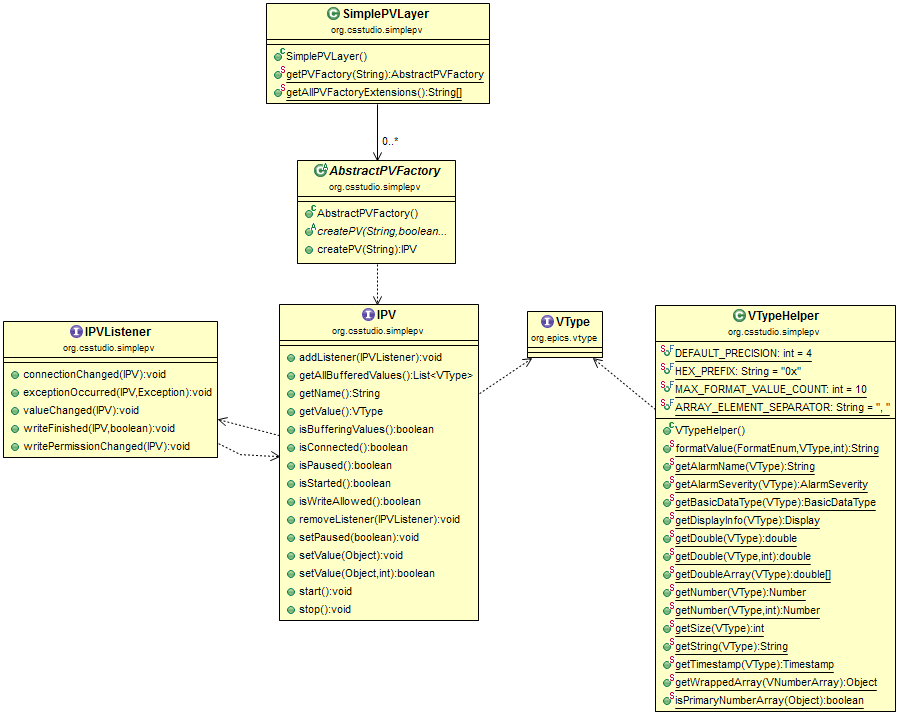 SimplePVLayer
org.csstudio.simplepv
SimplePVLayer()
getPVFactory(String):AbstractPVFactory
getAllPVFactoryExtensions():String[]
0..*
AbstractPVFactory
org.csstudio.simplepv
AbstractPVFactory()
createPV(String,boolean...
createPV(String):IPV
IPVListener
org.csstudio.simplepv
connectionChanged(IPV):void
exceptionOccurred(IPV,Exception):void
valueChanged(IPV):void
writeFinished(IPV,boolean):void
writePermissionChanged(IPV):void
IPV
org.csstudio.simplepv
addListener(IPVListener):void
getAllBufferedValues():List<VType>
getName():String
getValue():VType
isBufferingValues():boolean
isConnected():boolean
isPaused():boolean
isStarted():boolean
isWriteAllowed():boolean
removeListener(IPVListener):void
setPaused(boolean):void
setValue(Object):void
setValue(Object,int):boolean
start():void
stop():void
VType
org.epics.vtype
VTypeHelper
org.csstudio.simplepv
DEFAULT_PRECISION: int = 4
HEX_PREFIX: String = "0x"
MAX_FORMAT_VALUE_COUNT: int = 10
ARRAY_ELEMENT_SEPARATOR: String = ", "
VTypeHelper()
formatValue(FormatEnum,VType,int):String
getAlarmName(VType):String
getAlarmSeverity(VType):AlarmSeverity
getBasicDataType(VType):BasicDataType
getDisplayInfo(VType):Display
getDouble(VType):double
getDouble(VType,int):double
getDoubleArray(VType):double[]
getNumber(VType):Number
getNumber(VType,int):Number
getSize(VType):int
getString(VType):String
getTimestamp(VType):Timestamp
getWrappedArray(VNumberArray):Object
isPrimaryNumberArray(Object):boolean